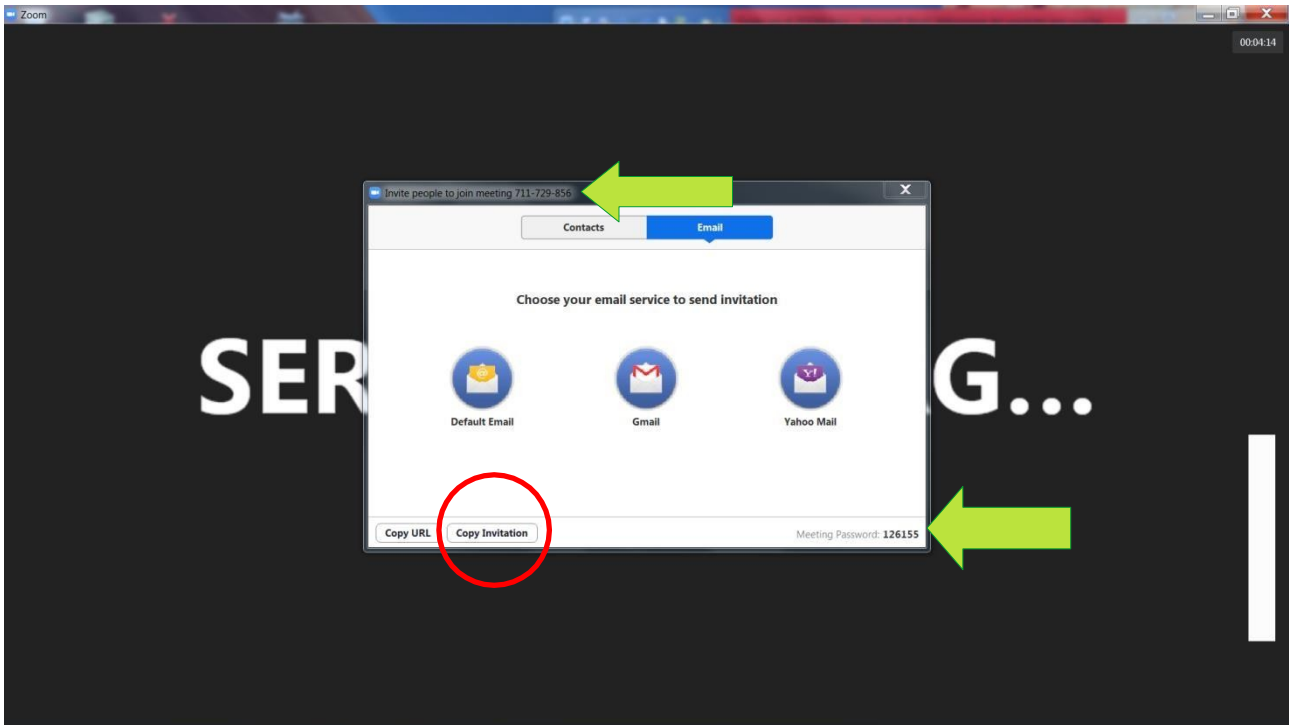 Zoom
00:04:14
Invite people to join meeting 711-729-856
Contacts Email
Choose your email service to send invitation
SER G...
Default Email Gmail Yahoo Mail
Copy URL Copy Invitation Meeting Password: 126155